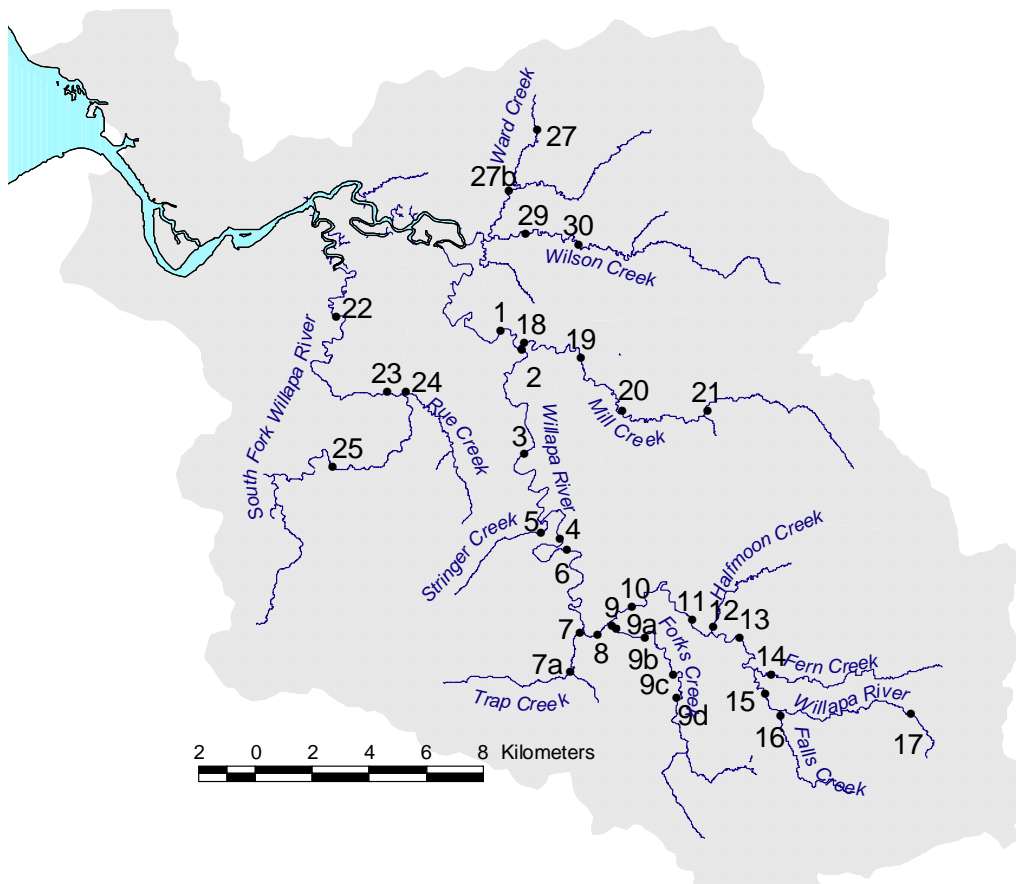 Ward Creek
27
27b
29
30
Wilson Creek
22
1
18
2
19
South Fork Willapa River
23
24
Rue Creek
20
21
Mill Creek
Willapa River
3
25
5
4
Stringer Creek
6
Halfmoon Creek
10
11
12
13
9
9a
7
8
Forks Creek
9b
14
Fern Creek
7a
9c
15
Willapa River
Trap Creek
9d
16
17
Falls Creek
2 0 2 4 6 8 Kilometers